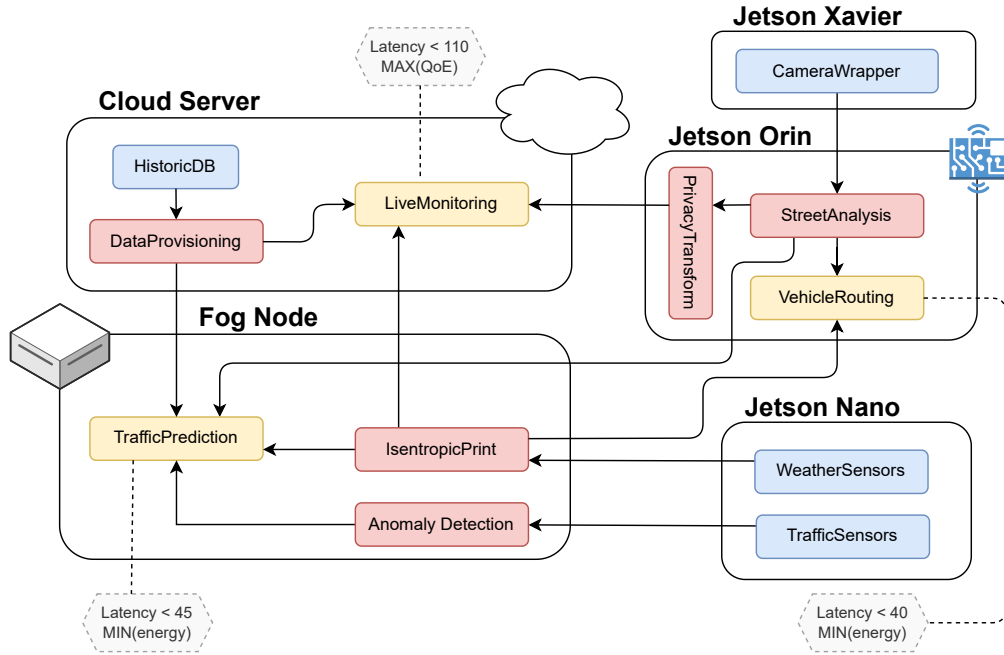 Jetson Xavier
Latency < 110
MAX(QoE)
CameraWrapper
Cloud Server
Jetson Orin
HistoricDB
LiveMonitoring
PrivacyTransform
StreetAnalysis
DataProvisioning
VehicleRouting
Fog Node
Jetson Nano
TrafficPrediction
IsentropicPrint
WeatherSensors
Anomaly Detection
TrafficSensors
Latency < 45
MIN(energy)
Latency < 40
MIN(energy)